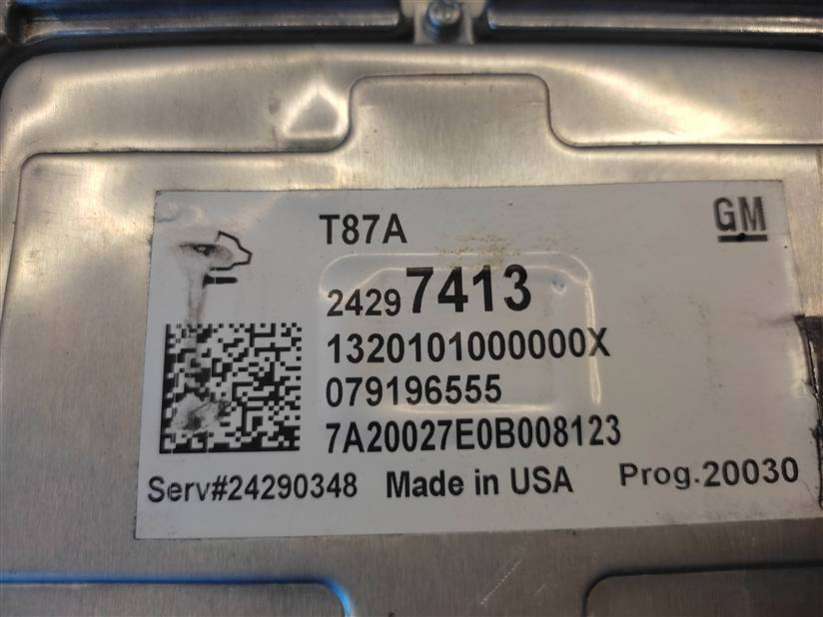 T87A
GM
24297413
1320101000000X
079196555
7A20027E0B008123
Serv#24290348 Made in USA Prog.20030